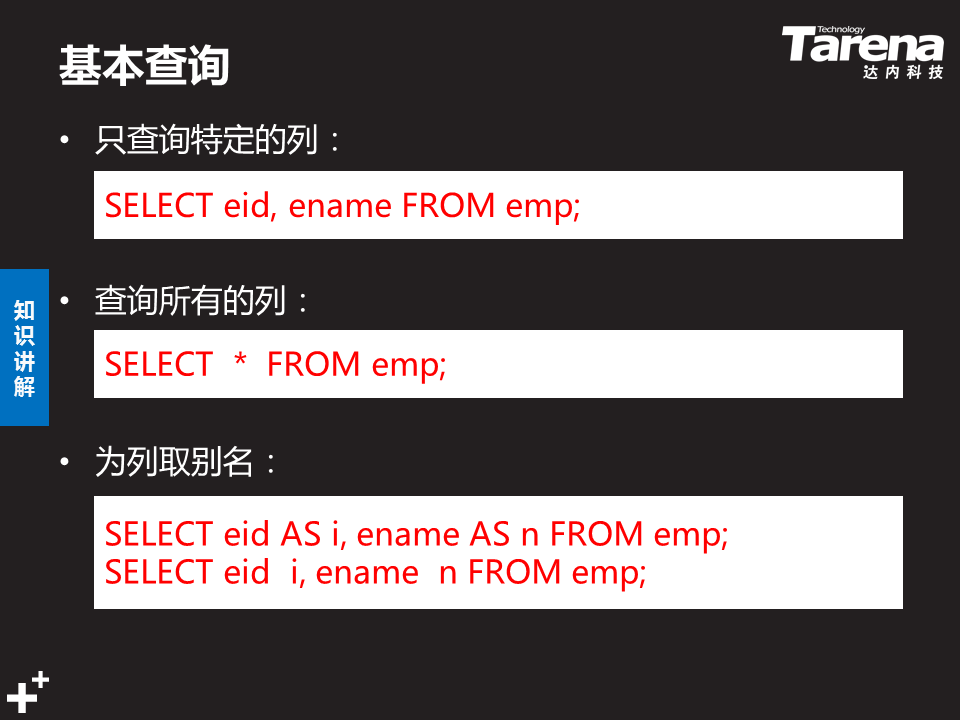 基本查询
Technology
Tarena
达内科技
• 只查询特定的列：
SELECT eid, ename FROM emp;
• 查询所有的列：
SELECT * FROM emp;
知识讲解
• 为列取别名：
SELECT eid AS i, ename AS n FROM emp;
SELECT eid i, ename n FROM emp;